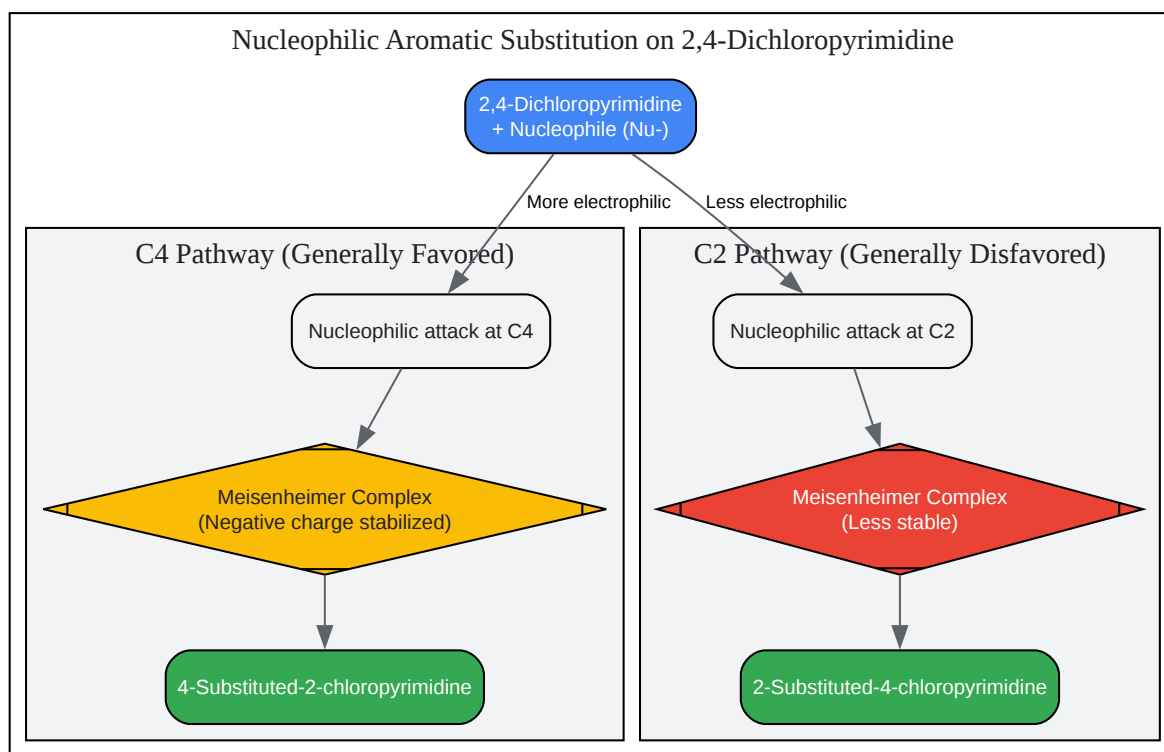 Nucleophilic Aromatic Substitution on 2,4-Dichloropyrimidine
2,4-Dichloropyrimidine
+ Nucleophile (Nu-)
More electrophilic
Less electrophilic
C4 Pathway (Generally Favored)
Nucleophilic attack at C4
Meisenheimer Complex
(Negative charge stabilized)
4-Substituted-2-chloropyrimidine
C2 Pathway (Generally Disfavored)
Nucleophilic attack at C2
Meisenheimer Complex
(Less stable)
2-Substituted-4-chloropyrimidine